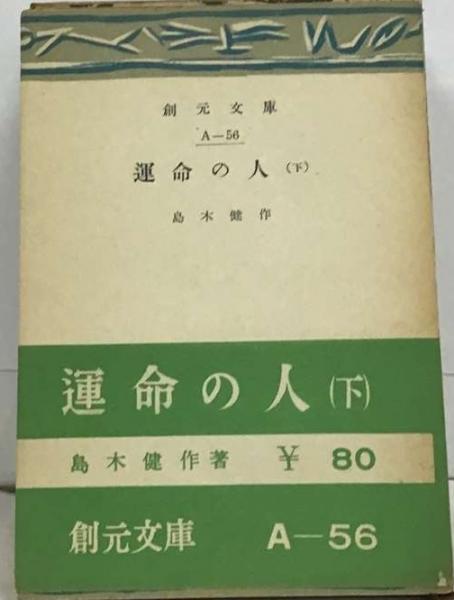 創元文庫
A—56
運命の人（下）
島木健作
運命の人（下）
島木健作著 ¥ 80
創元文庫 A—56